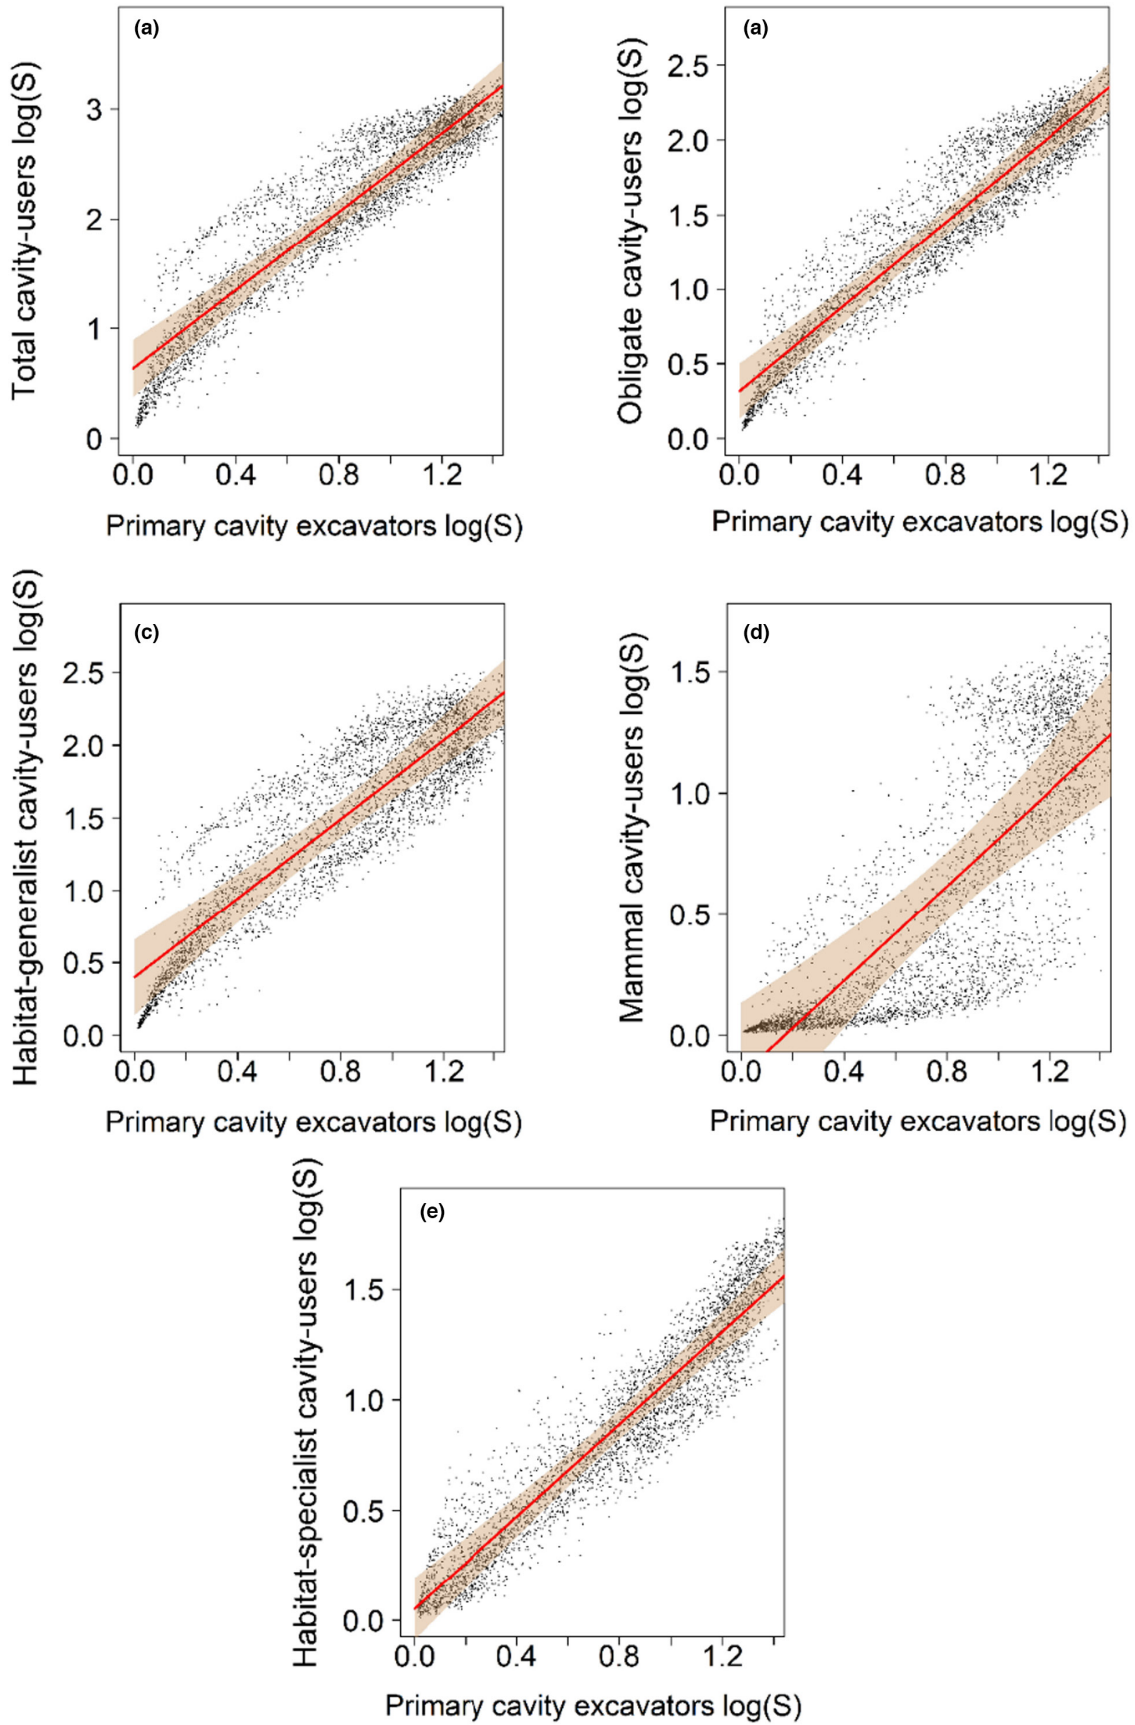 (a)
Total cavity-users log(S)
3
2
1
0
0.0 0.4 0.8 1.2
Primary cavity excavators log(S)
(a)
Obligate cavity-users log(S)
2.5
2.0
1.5
1.0
0.5
0.0
0.0 0.4 0.8 1.2
Primary cavity excavators log(S)
(c)
Habitat-generalist cavity-users log(S)
2.5
2.0
1.5
1.0
0.5
0.0
0.0 0.4 0.8 1.2
Primary cavity excavators log(S)
(d)
Mammal cavity-users log(S)
1.5
1.0
0.5
0.0
0.0 0.4 0.8 1.2
Primary cavity excavators log(S)
(e)
Habitat-specialist cavity-users log(S)
1.5
1.0
0.5
0.0
0.0 0.4 0.8 1.2
Primary cavity excavators log(S)